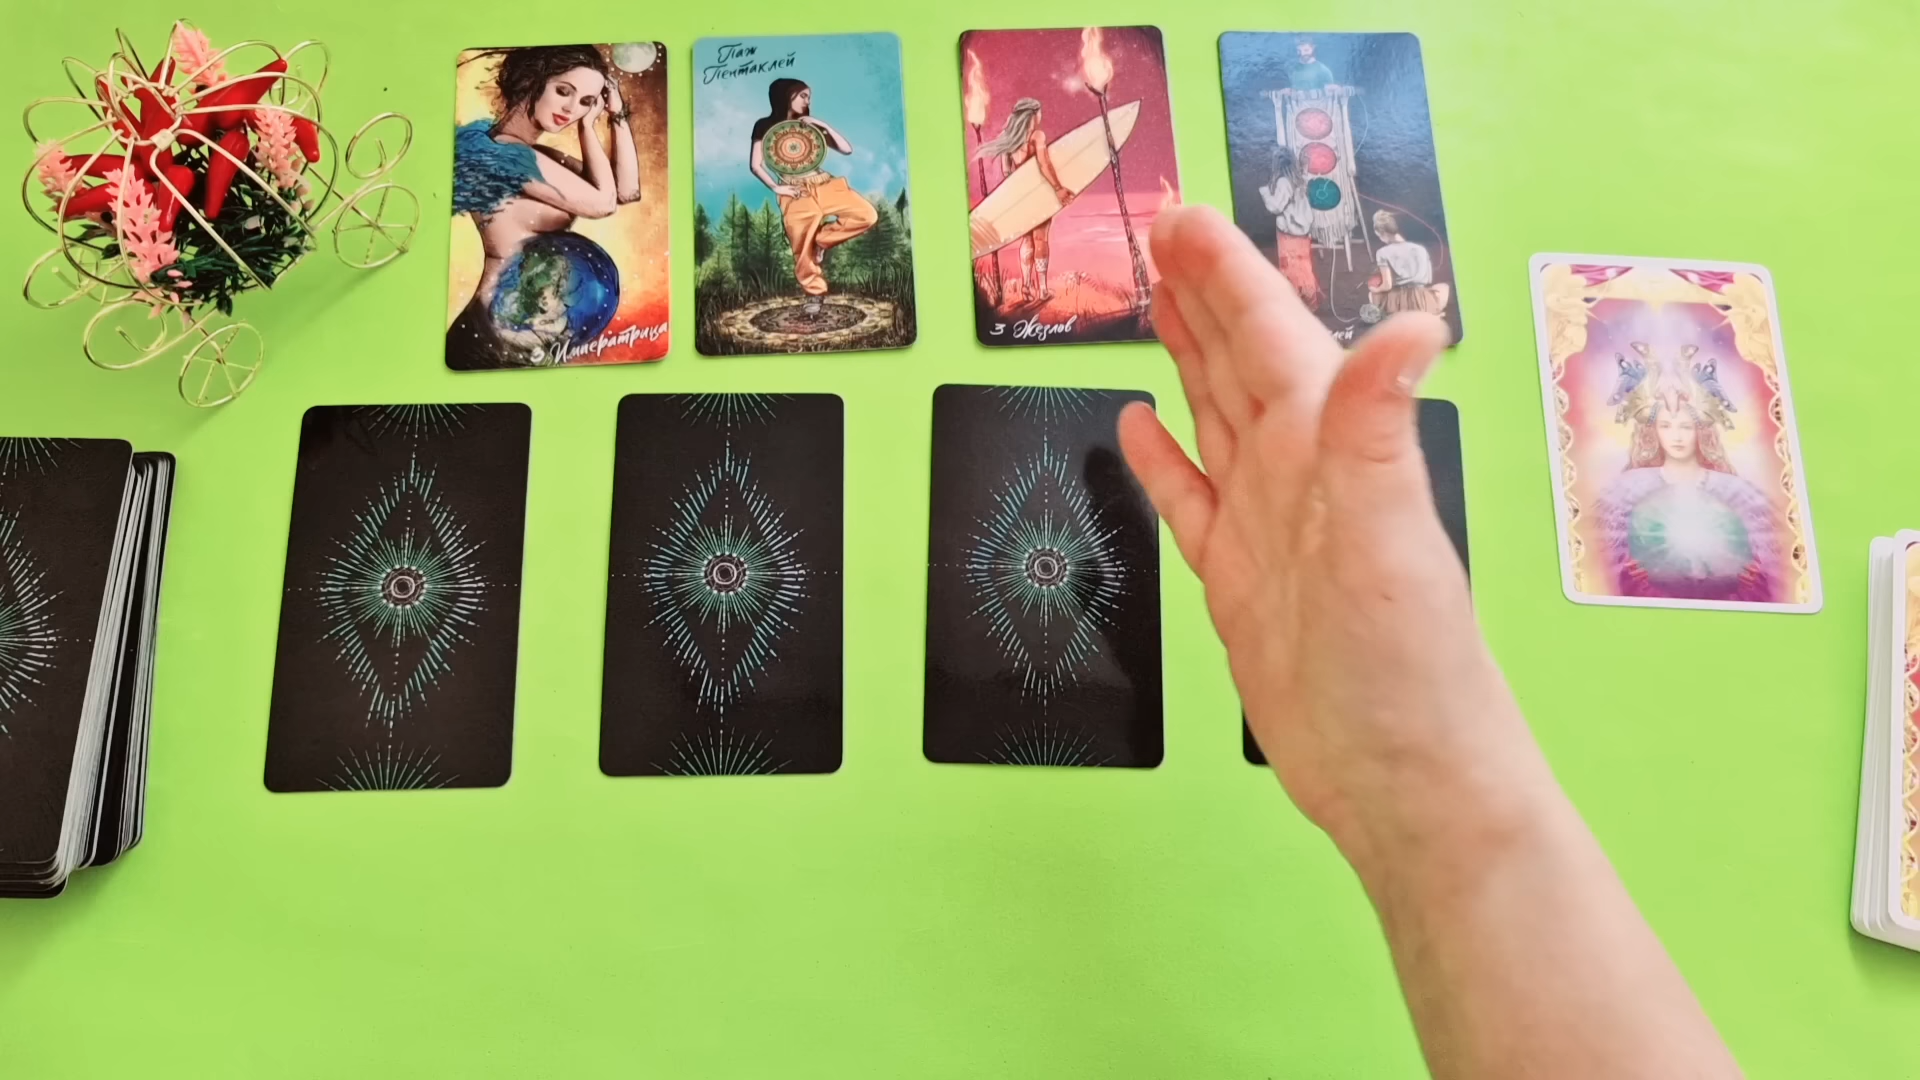 3 Императрица
Паж
Пентаклей
3 Жезлов